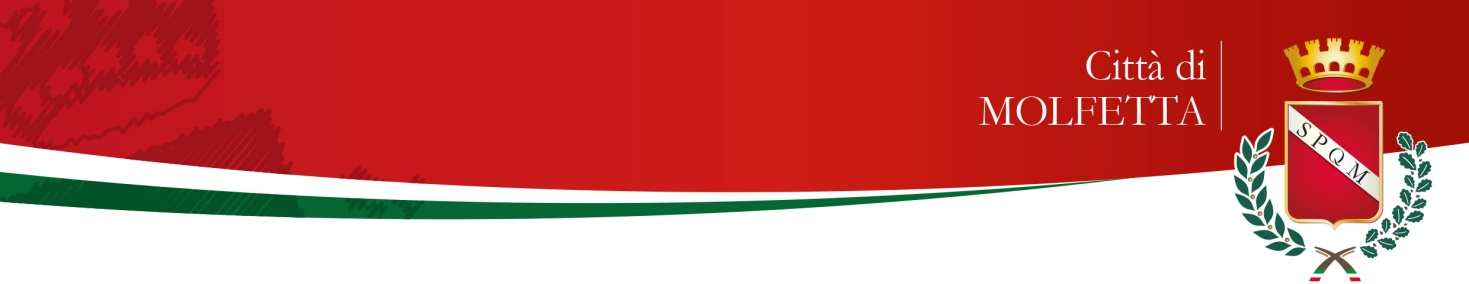 Città di
MOLFETTA
SPQM